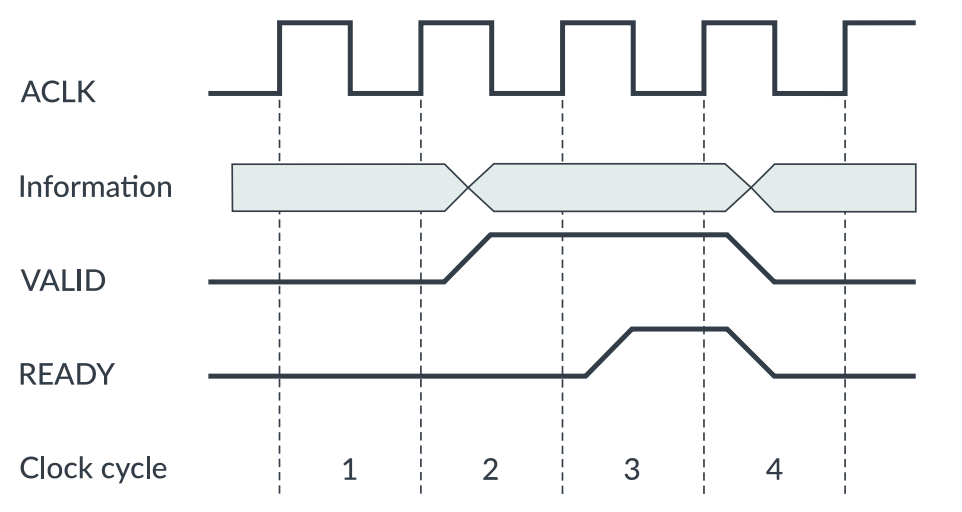 ACLK
Information
VALID
READY
Clock cycle 1 2 3 4